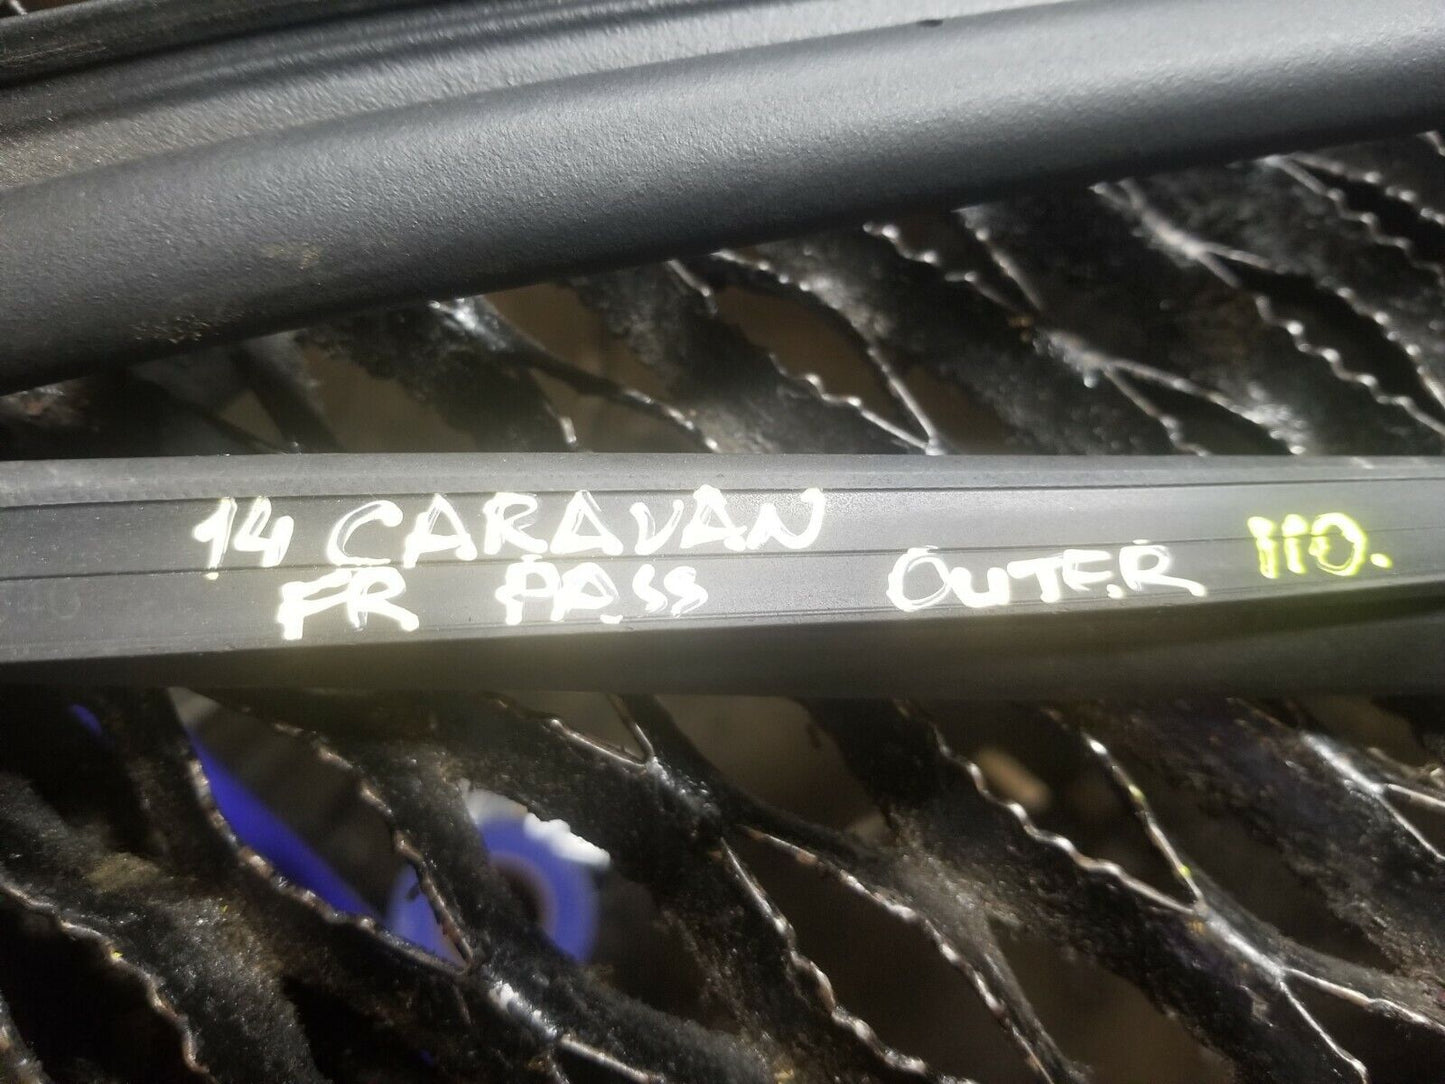 14 CARAVAN
FR PASS OUTER 110.